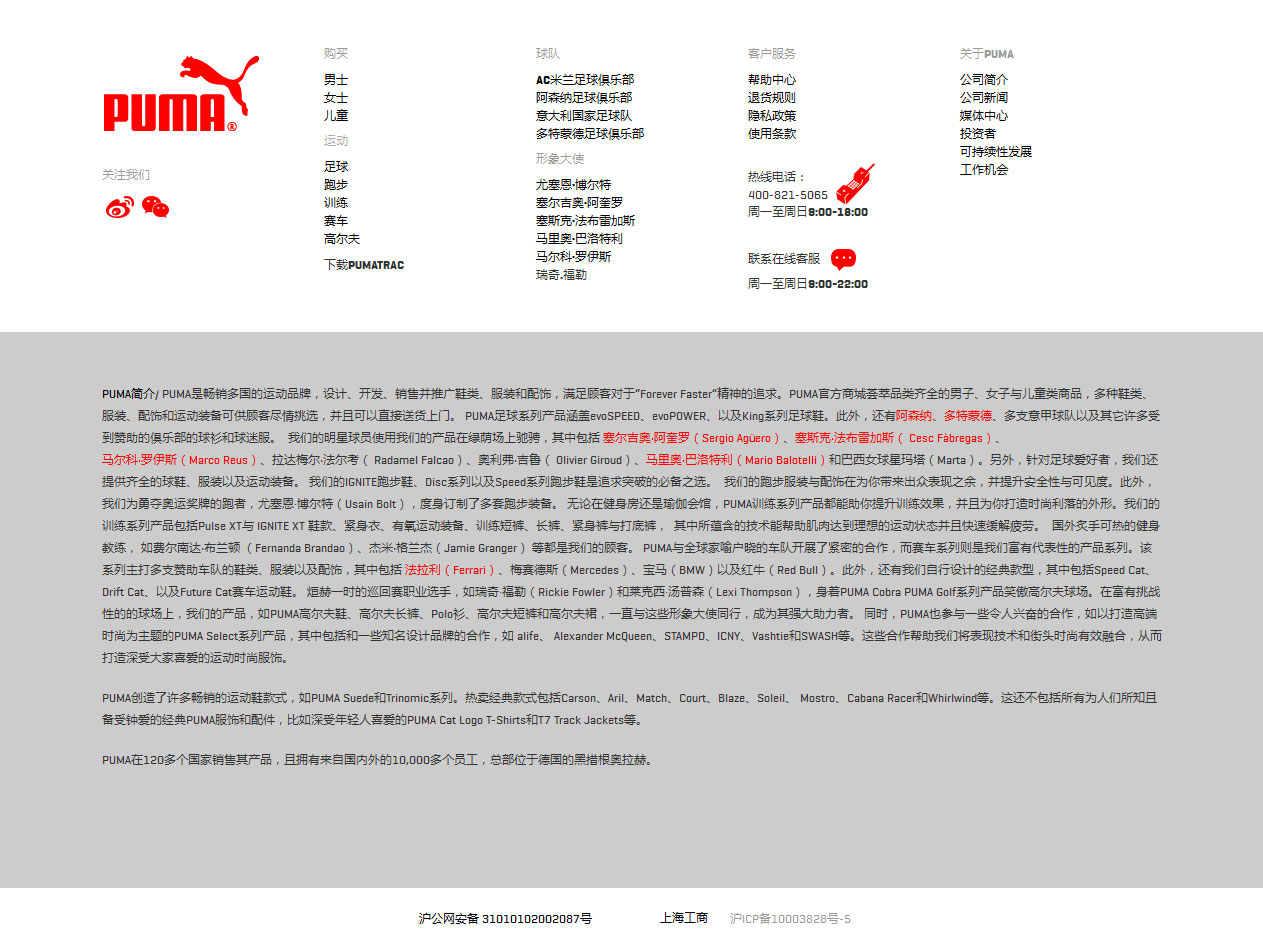 PUMA®
关注我们
购买
男士
女士
儿童
运动
足球
跑步
训练
赛车
高尔夫
下载PUMATRAC
球队
AC米兰足球俱乐部
阿森纳足球俱乐部
意大利国家足球队
多特蒙德足球俱乐部
形象大使
尤塞恩·博尔特
塞尔吉奥·阿奎罗
塞斯克·法布雷加斯
马里奥·巴洛特利
马尔科·罗伊斯
瑞奇.福勒
客户服务
帮助中心
退货规则
隐私政策
使用条款
热线电话：
400-821-5065
周一至周日9:00-18:00
联系在线客服
周一至周日9:00-22:00
关于PUMA
公司简介
公司新闻
媒体中心
投资者
可持续性发展
工作机会
PUMA简介/ PUMA是畅销多国的运动品牌，设计、开发、销售并推广鞋类、服装和配饰，满足顾客对于“Forever Faster”精神的追求。PUMA官方商城荟萃品类齐全的男子、女子与儿童类商品，多种鞋类、
服装、配饰和运动装备可供顾客尽情挑选，并且可以直接送货上门。 PUMA足球系列产品涵盖evoSPEED、evoPOWER、以及King系列足球鞋。此外，还有阿森纳、多特蒙德、多支意甲球队以及其它许多受
到赞助的俱乐部的球衫和球迷服。 我们的明星球员使用我们的产品在绿荫场上驰骋，其中包括 塞尔吉奥·阿奎罗（Sergio Agüero）、塞斯克·法布雷加斯（ Cesc Fàbregas）、
马尔科·罗伊斯（Marco Reus）、拉达梅尔·法尔考（ Radamel Falcao）、奥利弗·吉鲁（ Olivier Giroud）、马里奥·巴洛特利（Mario Balotelli）和巴西女球星玛塔（Marta）。另外，针对足球爱好者，我们还
提供齐全的球鞋、服装以及运动装备。 我们的IGNITE跑步鞋、Disc系列以及Speed系列跑步鞋是追求突破的必备之选。 我们的跑步服装与配饰在为你带来出众表现之余，并提升安全性与可见度。此外，
我们为勇夺奥运奖牌的跑者，尤塞恩·博尔特（Usain Bolt），度身订制了多套跑步装备。 无论在健身房还是瑜伽会馆，PUMA训练系列产品都能助你提升训练效果，并且为你打造时尚利落的外形。我们的
训练系列产品包括Pulse XT与 IGNITE XT 鞋款、紧身衣、有氧运动装备、训练短裤、长裤、紧身裤与打底裤， 其中所蕴含的技术能帮助肌肉达到理想的运动状态并且快速缓解疲劳。 国外炙手可热的健身
教练， 如费尔南达·布兰顿 （Fernanda Brandao）、杰米·格兰杰（Jamie Granger） 等都是我们的顾客。 PUMA与全球家喻户晓的车队开展了紧密的合作，而赛车系列则是我们富有代表性的产品系列。该
系列主打多支赞助车队的鞋类、服装以及配饰，其中包括 法拉利（Ferrari）、梅赛德斯（Mercedes）、宝马（BMW）以及红牛（Red Bull）。此外，还有我们自行设计的经典款型，其中包括Speed Cat、
Drift Cat、以及Future Cat赛车运动鞋。 烜赫一时的巡回赛职业选手，如瑞奇·福勒（Rickie Fowler）和莱克西·汤普森（Lexi Thompson），身着PUMA Cobra PUMA Golf系列产品笑傲高尔夫球场。在富有挑战
性的的球场上，我们的产品，如PUMA高尔夫鞋、高尔夫长裤、Polo衫、高尔夫短裤和高尔夫裙，一直与这些形象大使同行，成为其强大助力者。 同时，PUMA也参与一些令人兴奋的合作，如以打造高端
时尚为主题的PUMA Select系列产品，其中包括和一些知名设计品牌的合作，如 alife、 Alexander McQueen、STAMPD、ICNY、Vashtie和SWASH等。这些合作帮助我们将表现技术和街头时尚有效融合，从而
打造深受大家喜爱的运动时尚服饰。
PUMA创造了许多畅销的运动鞋款式，如PUMA Suede和Trinomic系列。热卖经典款式包括Carson、Aril、Match、Court、Blaze、Soleil、 Mostro、Cabana Racer和Whirlwind等。这还不包括所有为人们所知且
备受钟爱的经典PUMA服饰和配件，比如深受年轻人喜爱的PUMA Cat Logo T-Shirts和T7 Track Jackets等。
PUMA在120多个国家销售其产品，且拥有来自国内外的10,000多个员工，总部位于德国的黑措根奥拉赫。
沪公网安备 31010102002087号
上海工商
沪ICP备10003828号-5